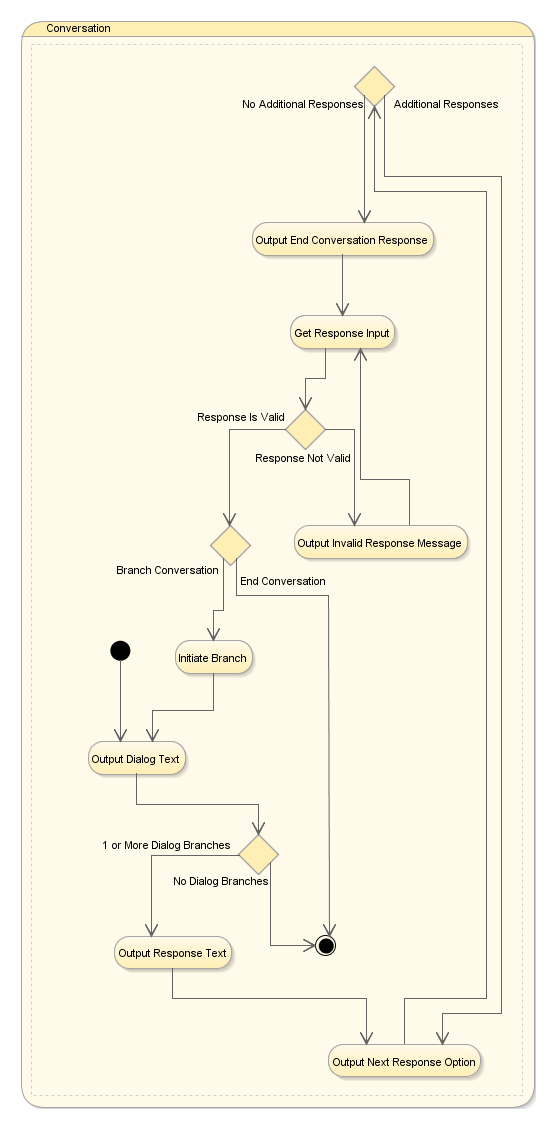 Conversation
No Additional Responses
Additional Responses
Output End Conversation Response
Get Response Input
Response Is Valid
Response Not Valid
Output Invalid Response Message
Branch Conversation
End Conversation
Initiate Branch
Output Dialog Text
1 or More Dialog Branches
No Dialog Branches
Output Response Text
Output Next Response Option